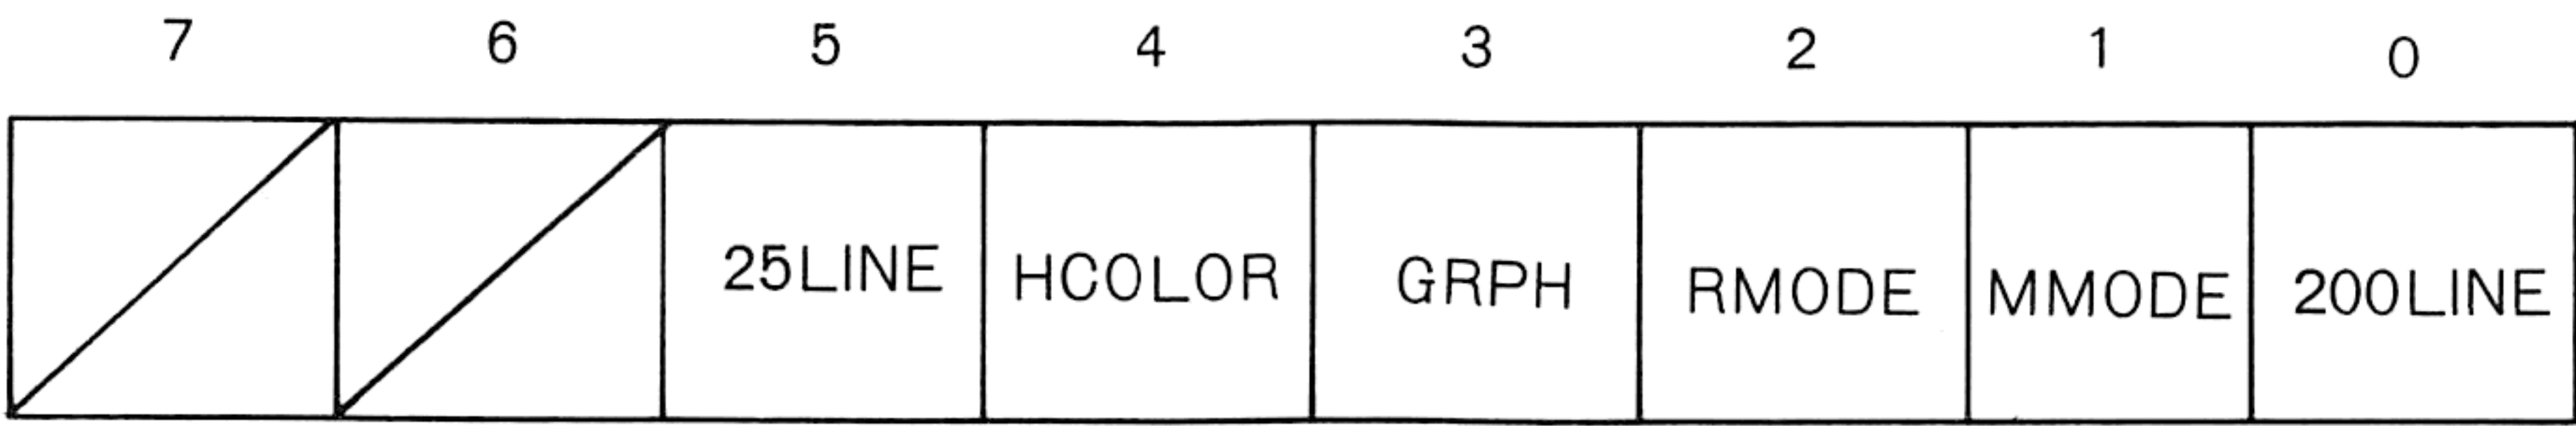 7 6 5 4 3 2 1 0
25LINE HCOLOR GRPH RMODE MMODE 200LINE